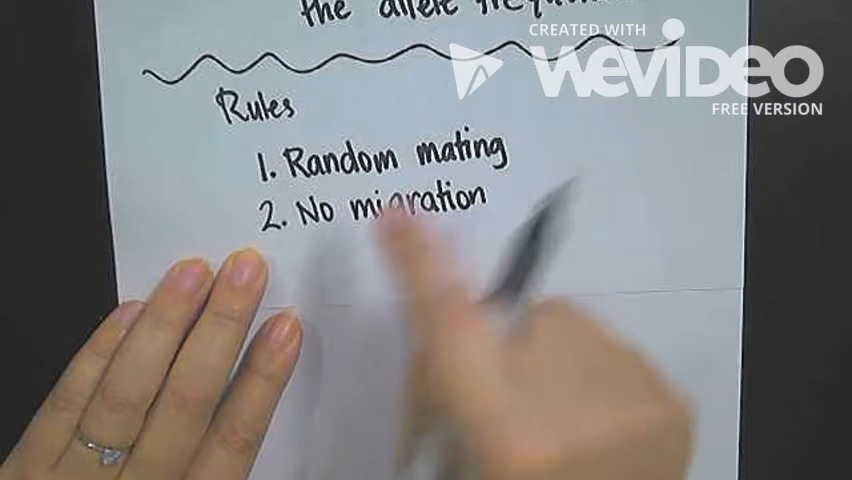 the allele
CREATED WITH
WeVideo
FREE VERSION
Rules
1. Random mating
2. No migration